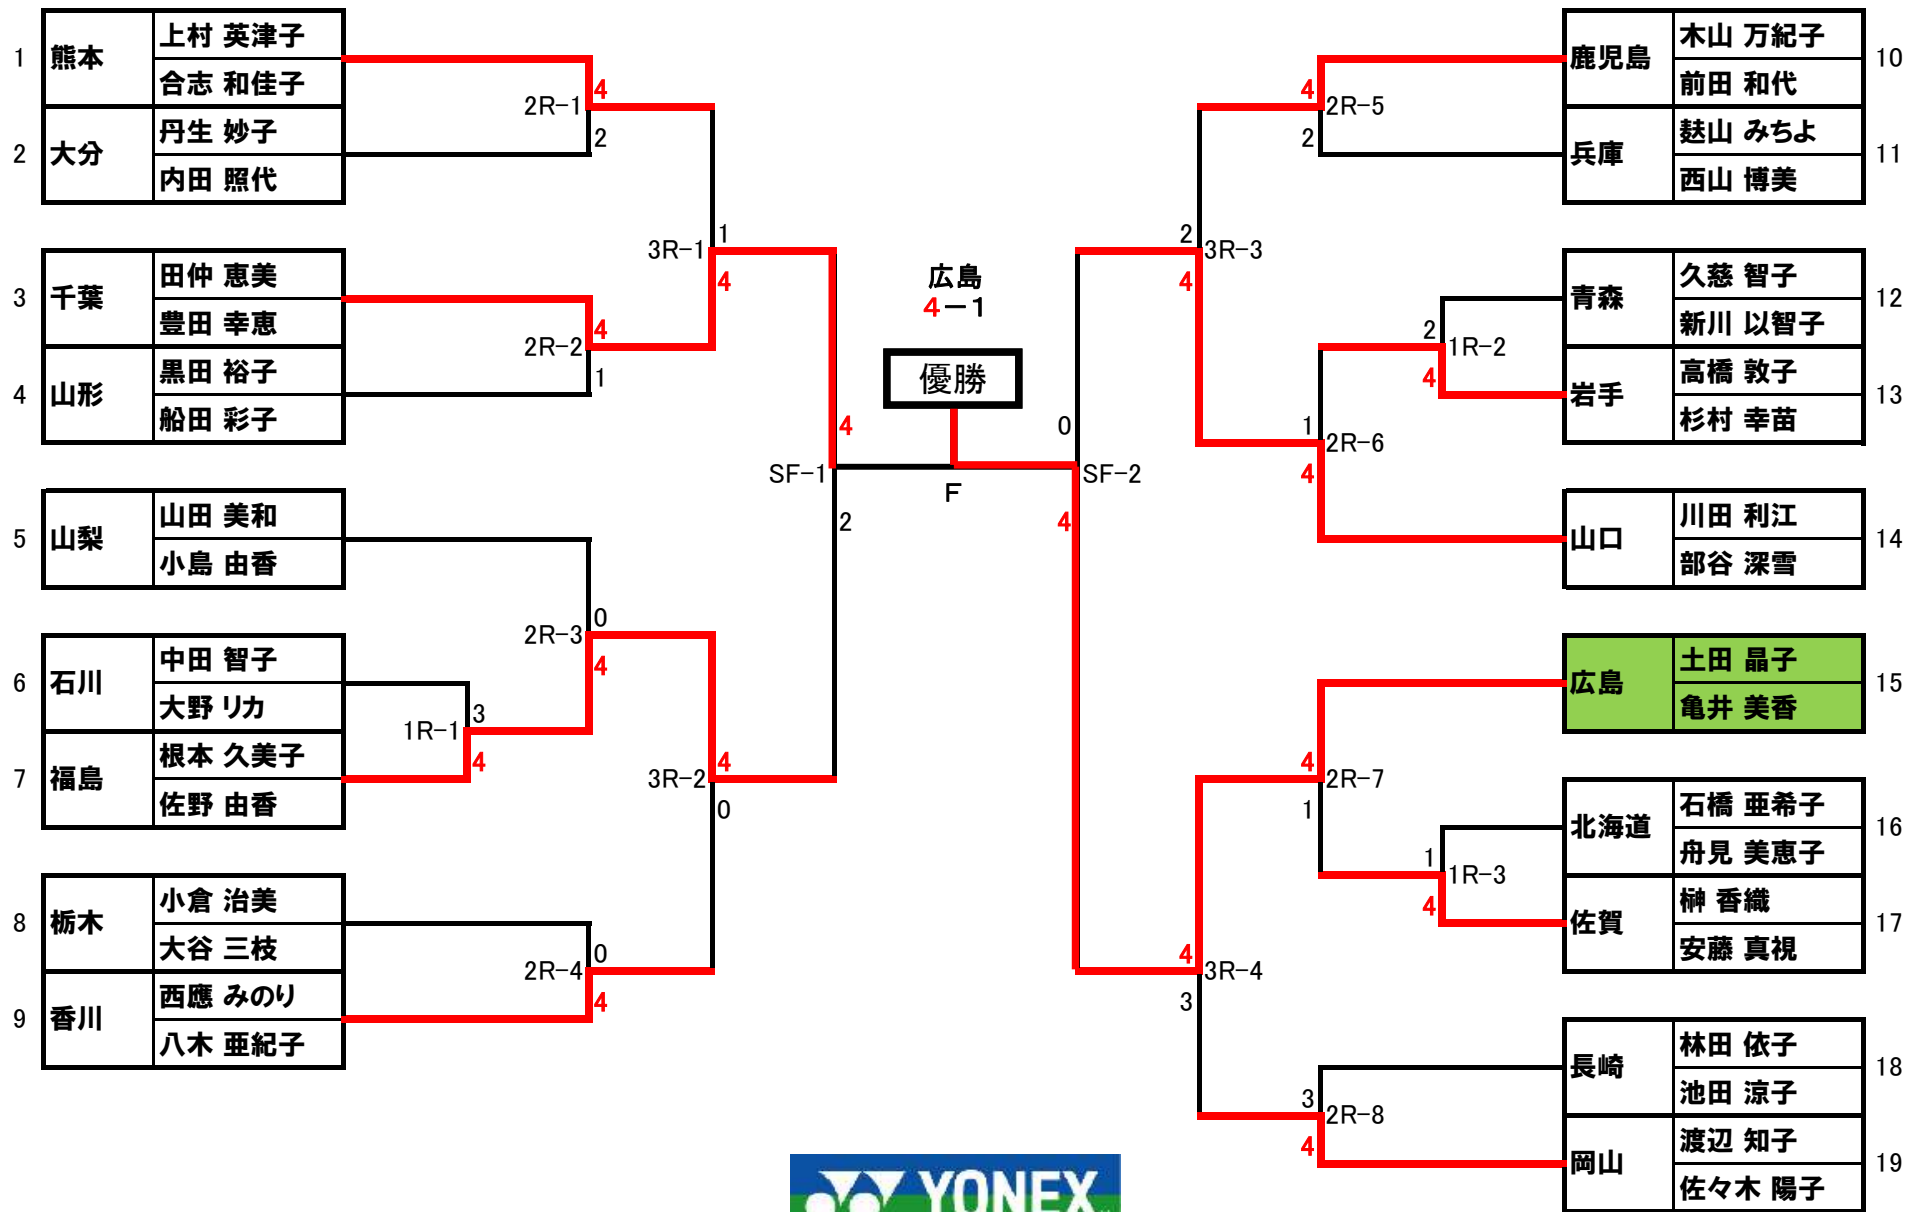 1 熊本 上村 英津子
合志 和佳子
2 大分 丹生 妙子
内田 照代
3 千葉 田仲 恵美
豊田 幸恵
4 山形 黒田 裕子
船田 彩子
5 山梨 山田 美和
小島 由香
6 石川 中田 智子
大野 リカ
7 福島 根本 久美子
佐野 由香
8 栃木 小倉 治美
大谷 三枝
9 香川 西應 みのり
八木 亜紀子
2R-1 4
2
2R-2 4
1
1R-1 3
4
2R-3 0
4
2R-4 0
4
3R-1 1
4
3R-2 4
0
SF-1 4
2
広島
4-1
優勝
F
0
SF-2
4
2
3R-3
4
4
3R-4
3
4
2R-5
2
1
2R-6
4
2
1R-2
4
4
2R-7
1
1
1R-3
4
3
2R-8
4
鹿児島 木山 万紀子 10
前田 和代
兵庫 麸山 みちよ 11
西山 博美
青森 久慈 智子 12
新川 以智子
岩手 高橋 敦子 13
杉村 幸苗
山口 川田 利江 14
部谷 深雪
広島 土田 晶子 15
亀井 美香
北海道 石橋 亜希子 16
舟見 美恵子
佐賀 榊 香織 17
安藤 真視
長崎 林田 依子 18
池田 涼子
岡山 渡辺 知子 19
佐々木 陽子
YONEX